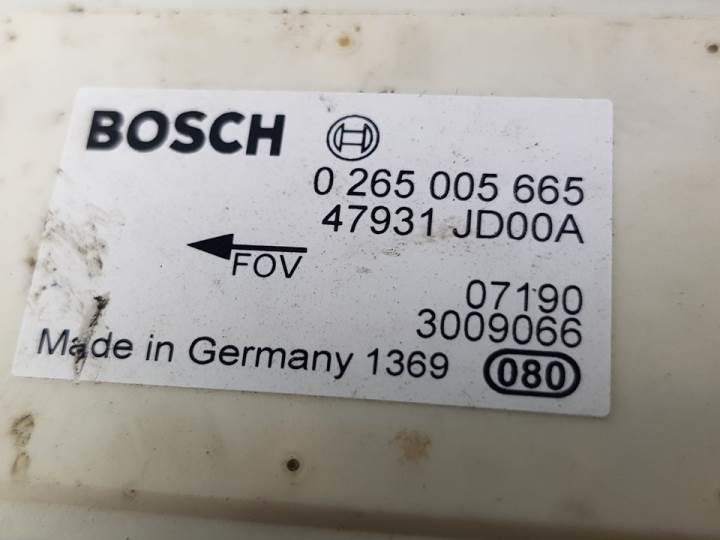 BOSCH
0 265 005 665
47931 JD00A
FOV
07190
3009066
Made in Germany 1369 080